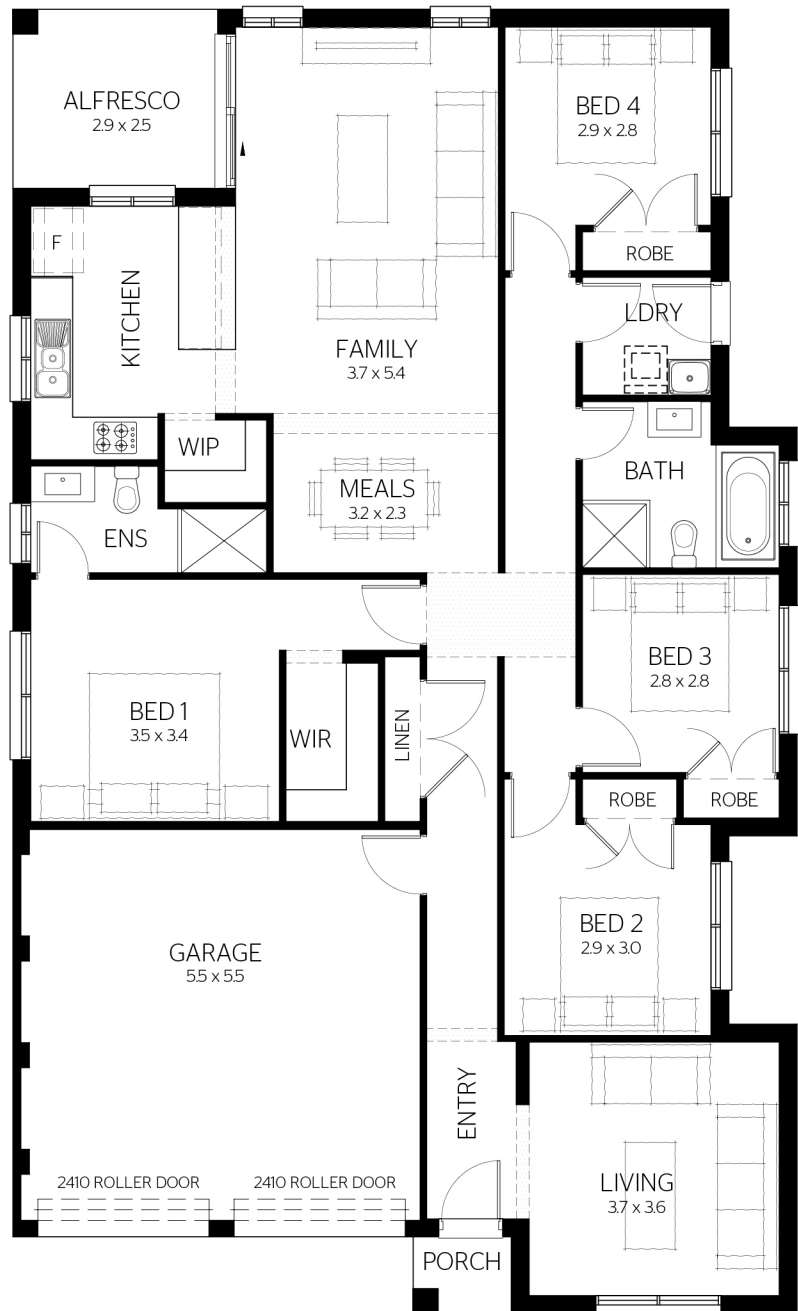 ALFRESCO
2.9 x 2.5
BED 4
2.9 x 2.8
F
ROBE
KITCHEN
LDRY
FAMILY
3.7 x 5.4
WIP
BATH
MEALS
3.2 x 2.3
ENS
BED 3
2.8 x 2.8
BED 1
3.5 x 3.4
WIR
LINEN
ROBE
ROBE
BED 2
2.9 x 3.0
GARAGE
5.5 x 5.5
ENTRY
2410 ROLLER DOOR
2410 ROLLER DOOR
LIVING
3.7 x 3.6
PORCH